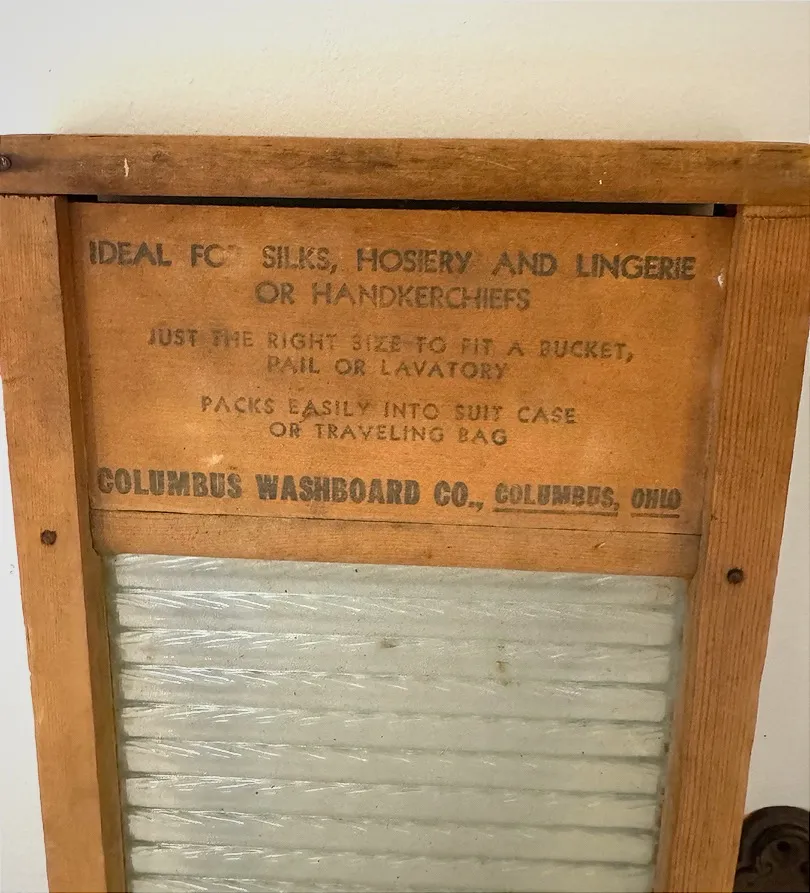 IDEAL FOR SILKS, HOSIERY AND LINGERIE
OR HANDKERCHIEFS
JUST THE RIGHT SIZE TO FIT A BUCKET,
PAIL OR LAVATORY
PACKS EASILY INTO SUIT CASE
OR TRAVELING BAG
COLUMBUS WASHBOARD CO., COLUMBUS, OHIO